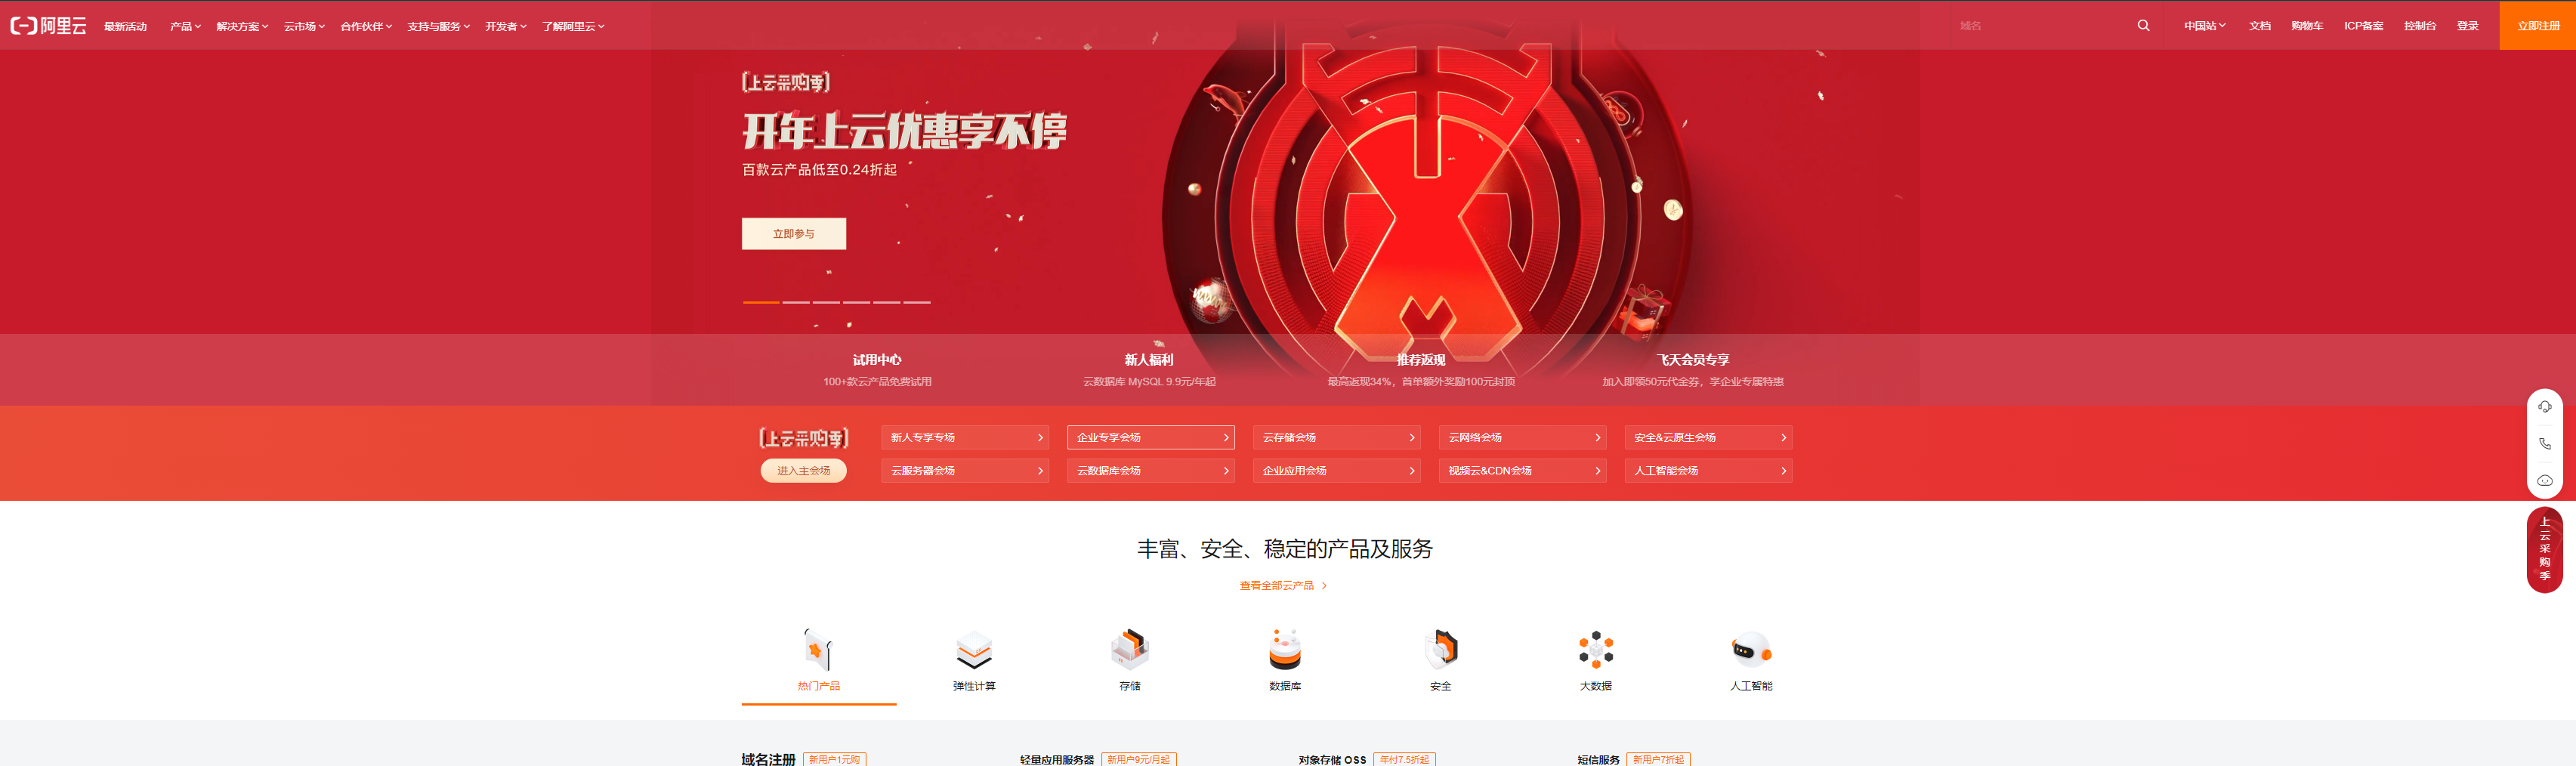 阿里云 最新活动 产品 解决方案 云市场 合作伙伴 支持与服务 开发者 了解阿里云 域名 中国站 文档 购物车 ICP备案 控制台 登录 立即注册
[上云采购季]
开年上云优惠享不停
百款云产品低至0.24折起
立即参与
试用中心 新人福利 推荐返现 飞天会员专享
100+款云产品免费试用 云数据库 MySQL 9.9元/年起 最高返现34%，首单额外奖励100元封顶 加入即领50元代金券，享企业专属特惠
[上云采购季] 新人专享专场 企业专享会场 云存储会场 云网络会场 安全&云原生会场
进入主会场 云服务器会场 云数据库会场 企业应用会场 视频云&CDN会场 人工智能会场
上云采购季
丰富、安全、稳定的产品及服务
查看全部云产品
热门产品 弹性计算 存储 数据库 安全 大数据 人工智能
域名注册 新用户1元购 轻量应用服务器 新用户9元/月起 对象存储 OSS 年付7.5折起 短信服务 新用户7折起